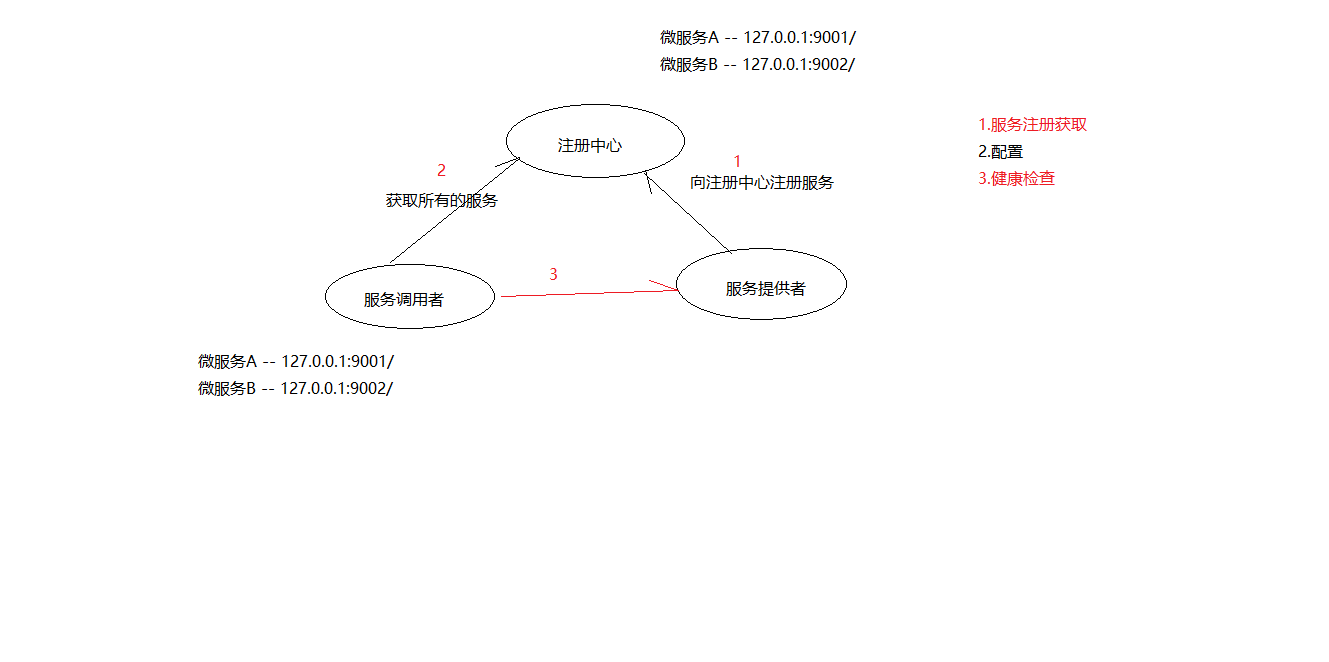 微服务A -- 127.0.0.1:9001/
微服务B -- 127.0.0.1:9002/
1.服务注册获取
2.配置
3.健康检查
注册中心
1
向注册中心注册服务
2
获取所有的服务
3
服务调用者
服务提供者
微服务A -- 127.0.0.1:9001/
微服务B -- 127.0.0.1:9002/